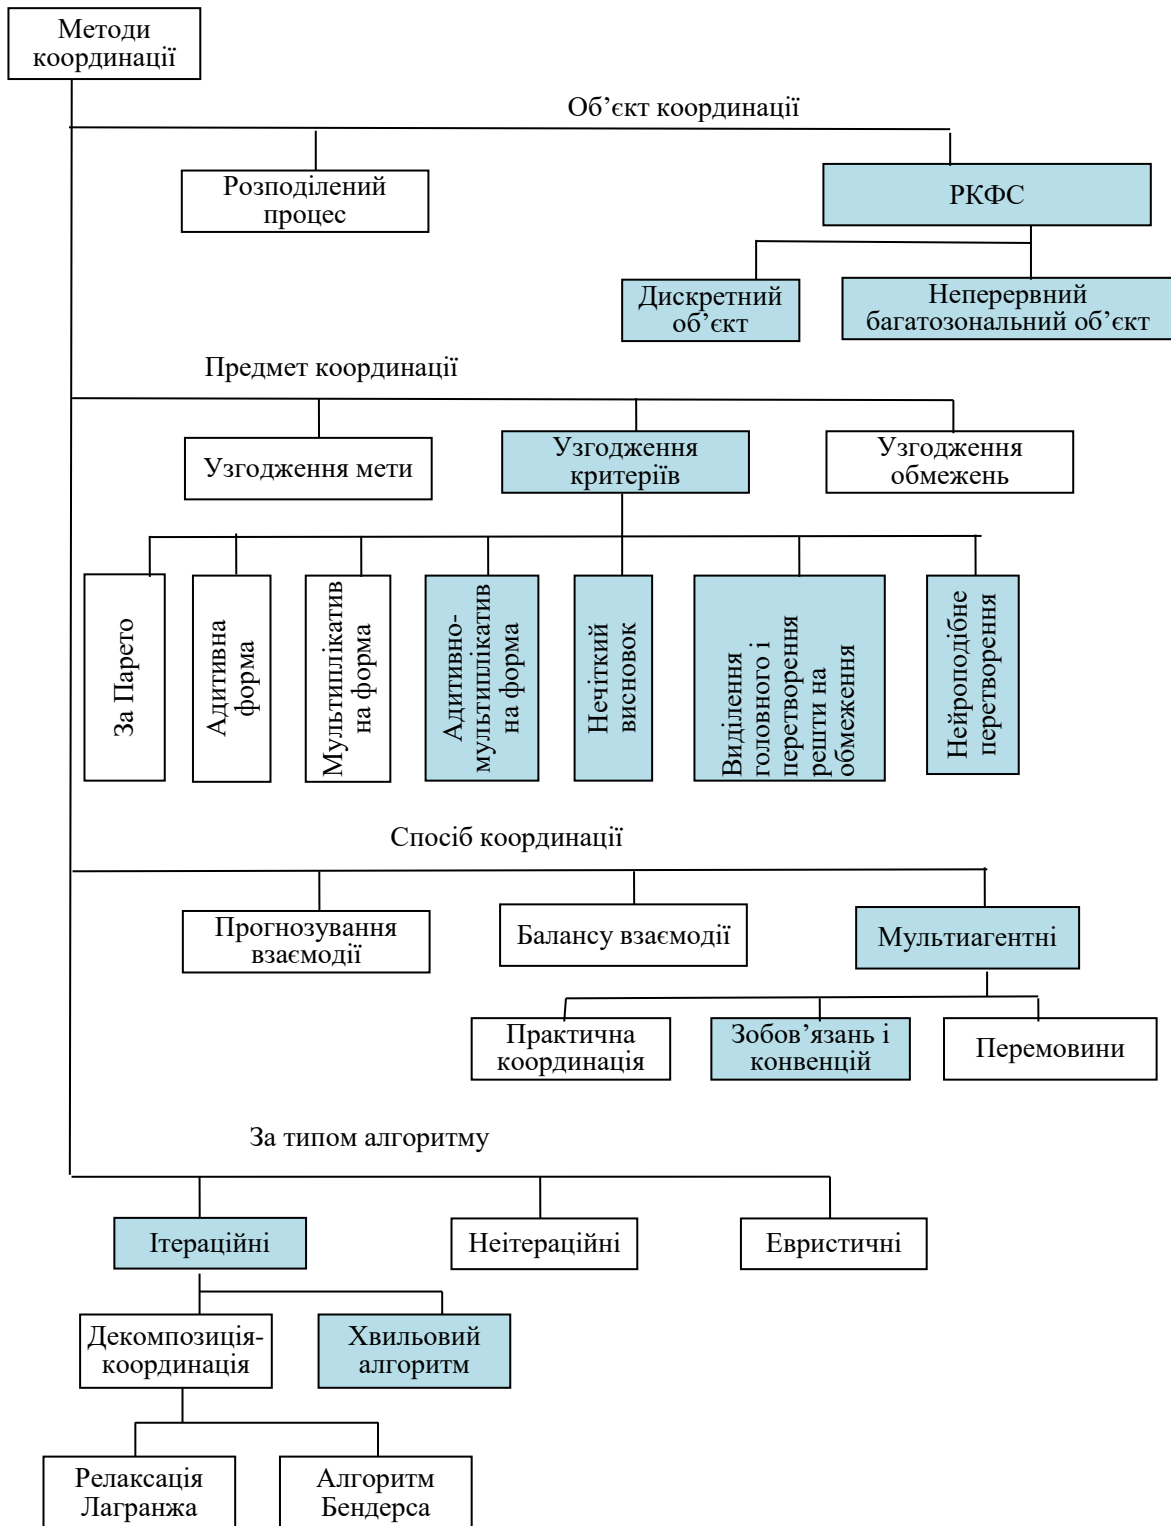 Методи
координації
Об’єкт координації
Розподілений
процес
РКФС
Дискретний
об’єкт
Неперервний
багатозональний об’єкт
Предмет координації
Узгодження мети
Узгодження
критеріїв
Узгодження
обмежень
За Парето
Адитивна
форма
Мультиплікатив
на форма
Адитивно-
мультиплікатив
на форма
Нечіткий
висновок
Виділення
головного і
перетворення
решти на
обмеження
Нейроподібне
перетворення
Спосіб координації
Прогнозування
взаємодії
Балансу взаємодії
Мультиагентні
Практична
координація
Зобов’язань і
конвенцій
Перемовини
За типом алгоритму
Ітераційні
Неітераційні
Евристичні
Декомпозиція-
координація
Хвильовий
алгоритм
Релаксація
Лагранжа
Алгоритм
Бендерса